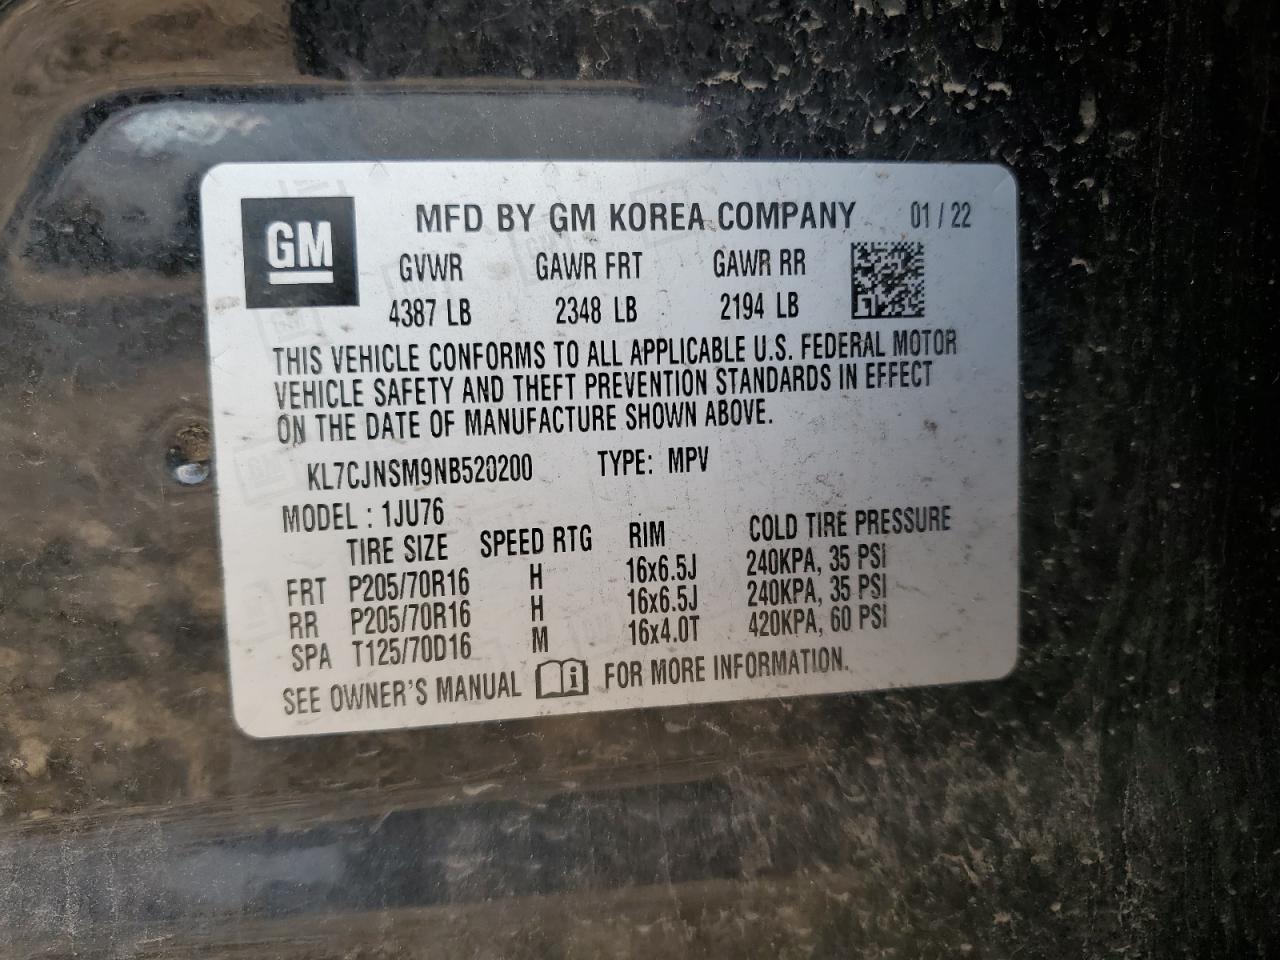 GM MFD BY GM KOREA COMPANY 01 / 22
GVWR GAWR FRT GAWR RR
4387 LB 2348 LB 2194 LB
THIS VEHICLE CONFORMS TO ALL APPLICABLE U.S. FEDERAL MOTOR
VEHICLE SAFETY AND THEFT PREVENTION STANDARDS IN EFFECT
ON THE DATE OF MANUFACTURE SHOWN ABOVE.
KL7CJNSM9NB520200 TYPE: MPV
MODEL : 1JU76
TIRE SIZE SPEED RTG RIM COLD TIRE PRESSURE
FRT P205/70R16 H 16x6.5J 240KPA, 35 PSI
RR P205/70R16 H 16x6.5J 240KPA, 35 PSI
SPA T125/70D16 M 16x4.0T 420KPA, 60 PSI
SEE OWNER'S MANUAL i FOR MORE INFORMATION.